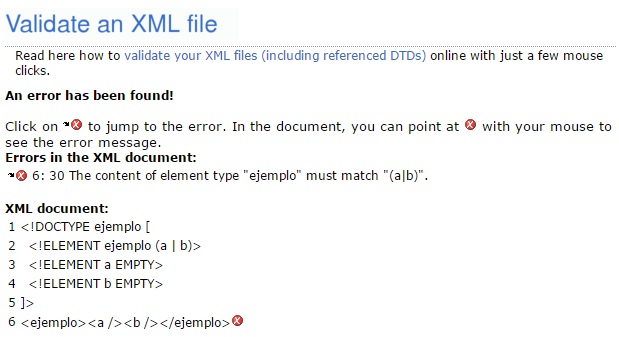 Validate an XML file
Read here how to validate your XML files (including referenced DTDs) online with just a few mouse
clicks.
An error has been found!
Click on to jump to the error. In the document, you can point at with your mouse to
see the error message.
Errors in the XML document:
6: 30 The content of element type "ejemplo" must match "(a|b)".
XML document:
1 <!DOCTYPE ejemplo [
2 <!ELEMENT ejemplo (a | b)>
3 <!ELEMENT a EMPTY>
4 <!ELEMENT b EMPTY>
5 ]>
6 <ejemplo><a /><b /></ejemplo>